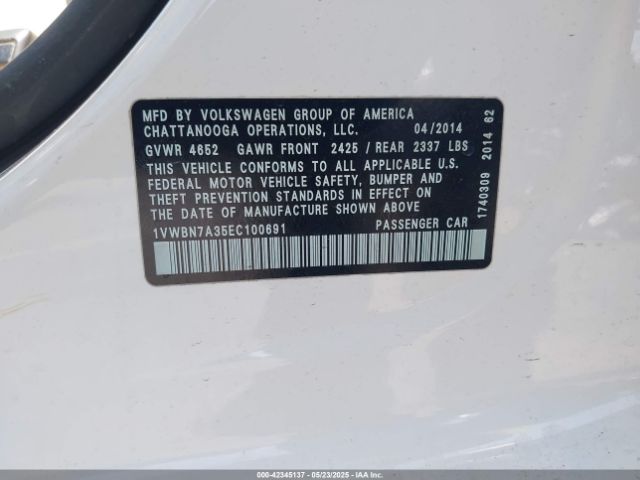 MFD BY VOLKSWAGEN GROUP OF AMERICA
CHATTANOOGA OPERATIONS, LLC. 04/2014
GVWR 4652 GAWR FRONT 2425 / REAR 2337 LBS
THIS VEHICLE CONFORMS TO ALL APPLICABLE U.S.
FEDERAL MOTOR VEHICLE SAFETY, BUMPER AND
THEFT PREVENTION STANDARDS IN EFFECT ON
THE DATE OF MANUFACTURE SHOWN ABOVE
1VWBN7A35EC100691 PASSENGER CAR
1740309 2014 62
000-42345137 - 05/23/2025 - IAAI.COM